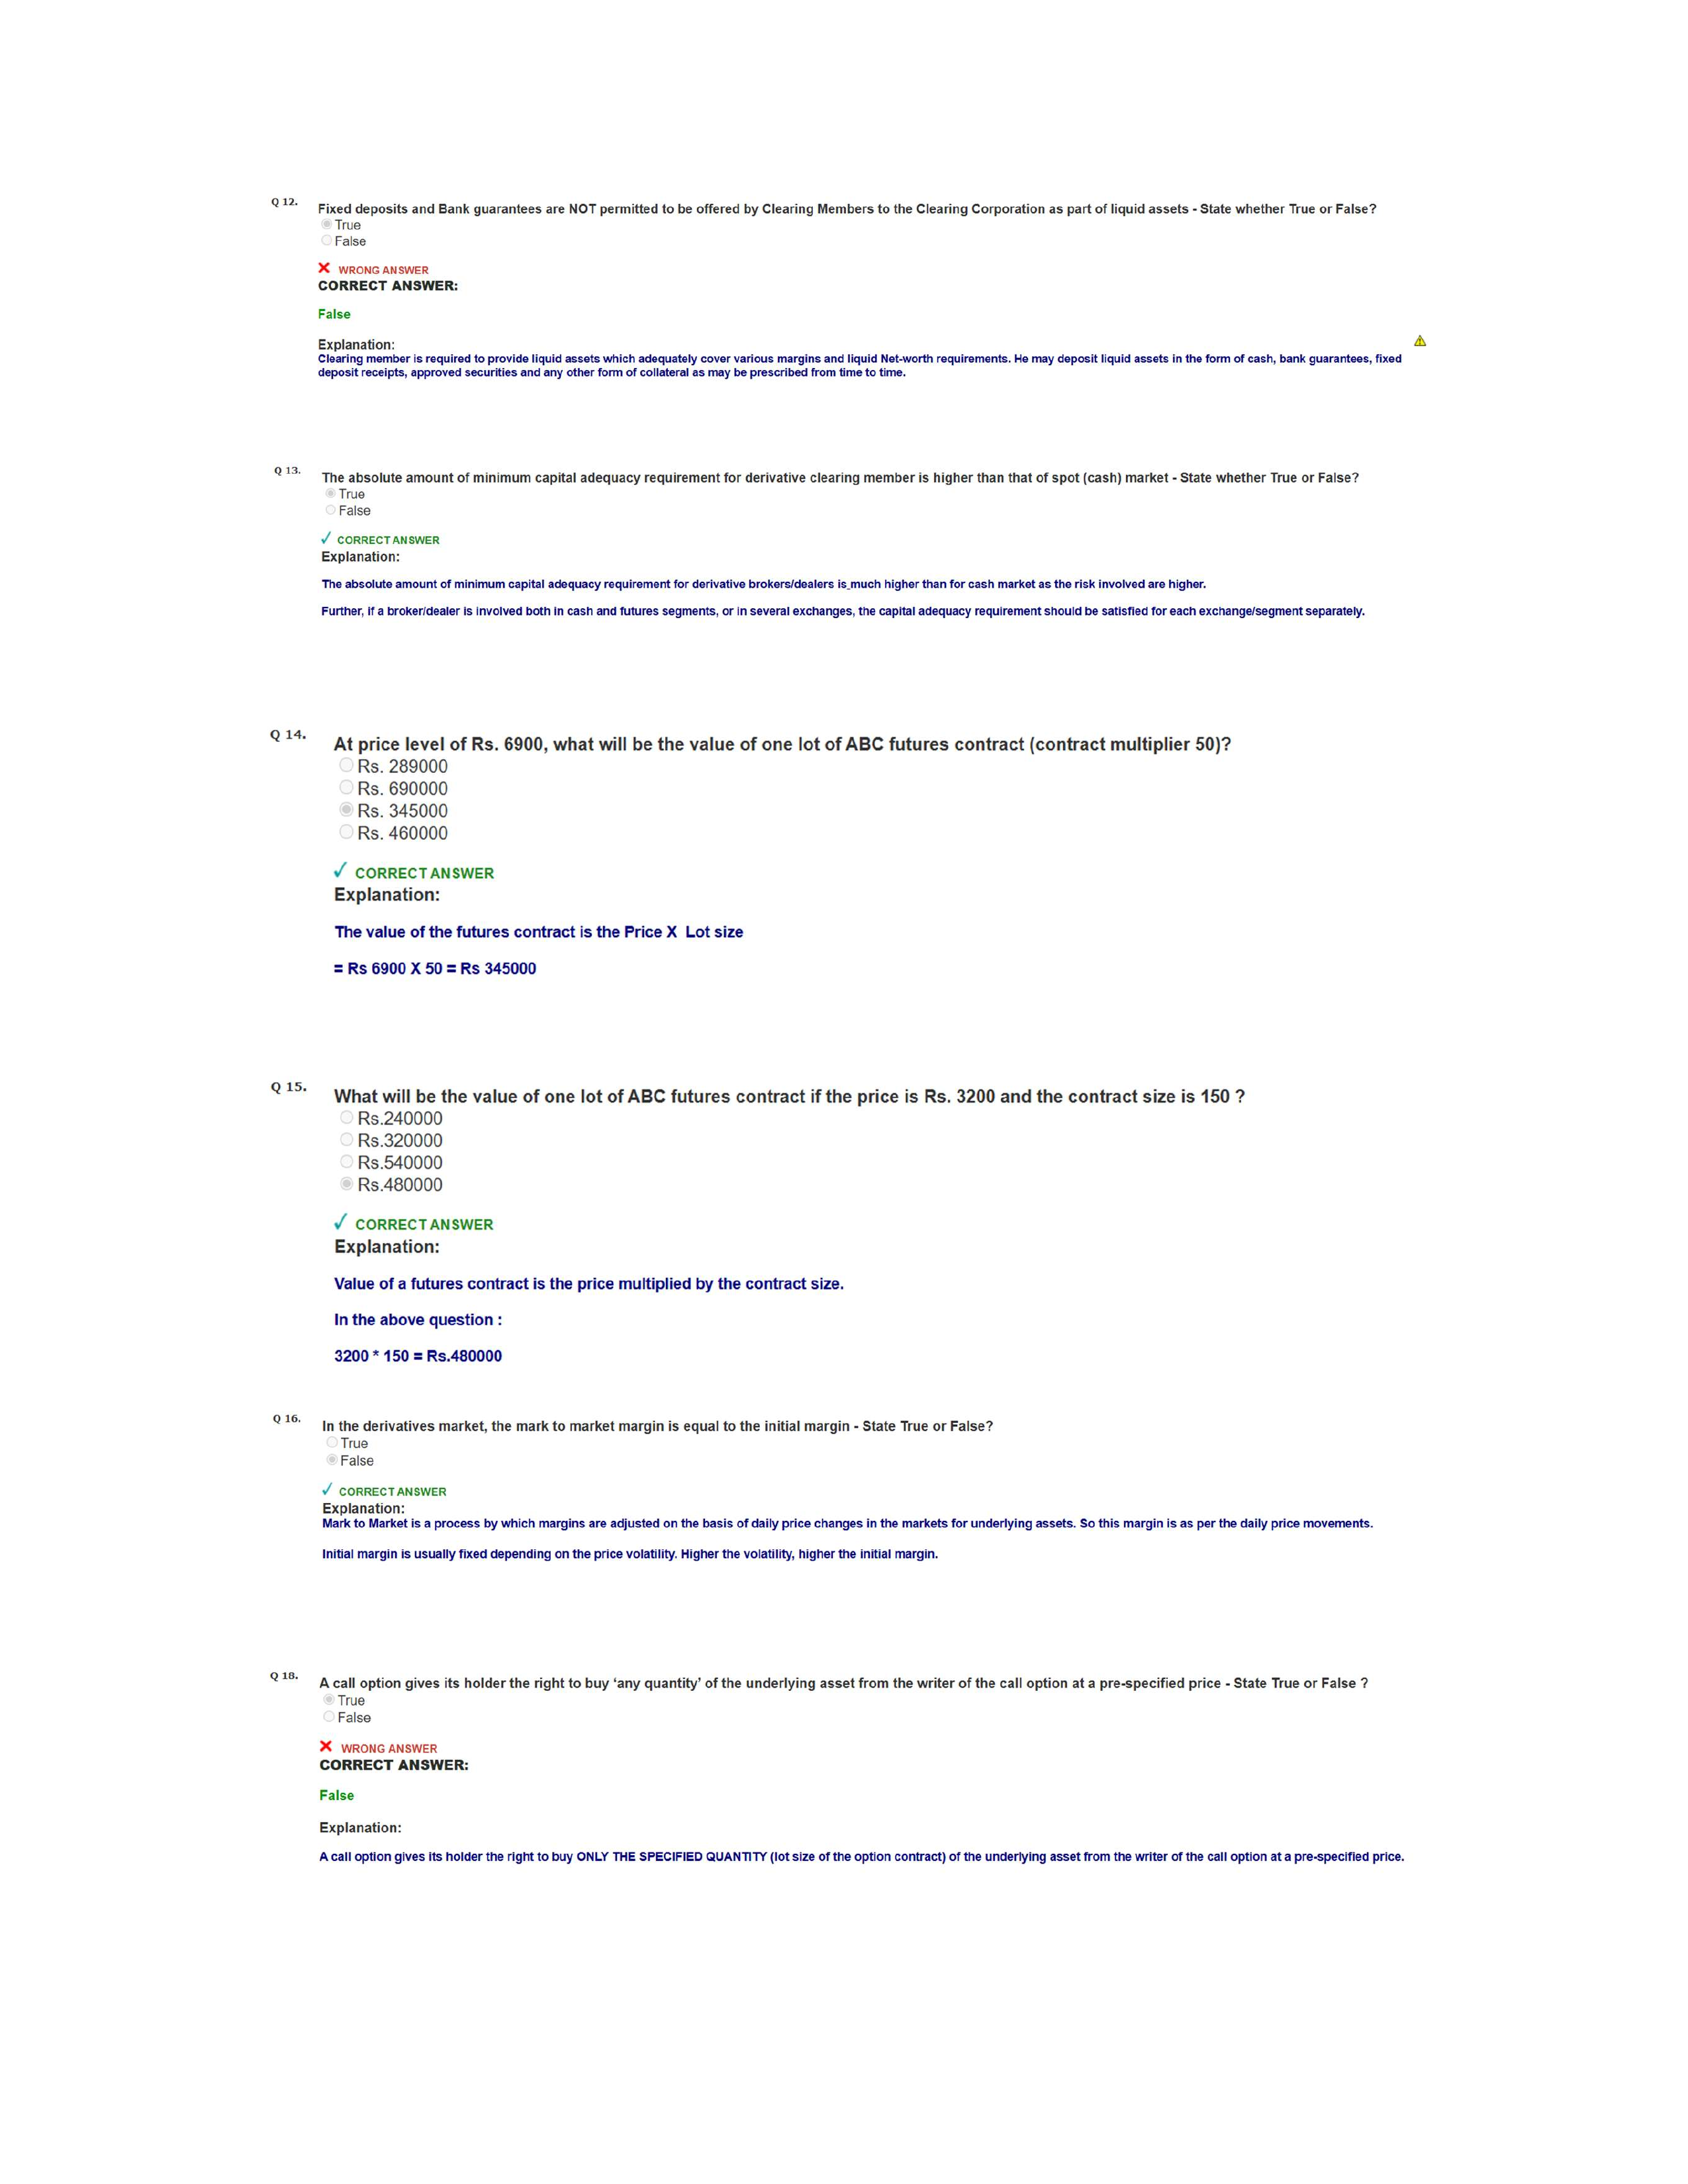 Q 12.
Fixed deposits and Bank guarantees are NOT permitted to be offered by Clearing Members to the Clearing Corporation as part of liquid assets - State whether True or False?
True
False
WRONG ANSWER
CORRECT ANSWER:
False
Explanation:
Clearing member is required to provide liquid assets which adequately cover various margins and liquid Net-worth requirements. He may deposit liquid assets in the form of cash, bank guarantees, fixed
deposit receipts, approved securities and any other form of collateral as may be prescribed from time to time.
Q 13.
The absolute amount of minimum capital adequacy requirement for derivative clearing member is higher than that of spot (cash) market - State whether True or False?
True
False
CORRECT ANSWER
Explanation:
The absolute amount of minimum capital adequacy requirement for derivative brokers/dealers is much higher than for cash market as the risk involved are higher.
Further, if a broker/dealer is involved both in cash and futures segments, or in several exchanges, the capital adequacy requirement should be satisfied for each exchange/segment separately.
Q 14.
At price level of Rs. 6900, what will be the value of one lot of ABC futures contract (contract multiplier 50)?
Rs. 289000
Rs. 690000
Rs. 345000
Rs. 460000
CORRECT ANSWER
Explanation:
The value of the futures contract is the Price X Lot size
= Rs 6900 X 50 = Rs 345000
Q 15.
What will be the value of one lot of ABC futures contract if the price is Rs. 3200 and the contract size is 150 ?
Rs.240000
Rs.320000
Rs.540000
Rs.480000
CORRECT ANSWER
Explanation:
Value of a futures contract is the price multiplied by the contract size.
In the above question :
3200 * 150 = Rs.480000
Q 16.
In the derivatives market, the mark to market margin is equal to the initial margin - State True or False?
True
False
CORRECT ANSWER
Explanation:
Mark to Market is a process by which margins are adjusted on the basis of daily price changes in the markets for underlying assets. So this margin is as per the daily price movements.
Initial margin is usually fixed depending on the price volatility. Higher the volatility, higher the initial margin.
Q 18.
A call option gives its holder the right to buy ‘any quantity’ of the underlying asset from the writer of the call option at a pre-specified price - State True or False ?
True
False
WRONG ANSWER
CORRECT ANSWER:
False
Explanation:
A call option gives its holder the right to buy ONLY THE SPECIFIED QUANTITY (lot size of the option contract) of the underlying asset from the writer of the call option at a pre-specified price.